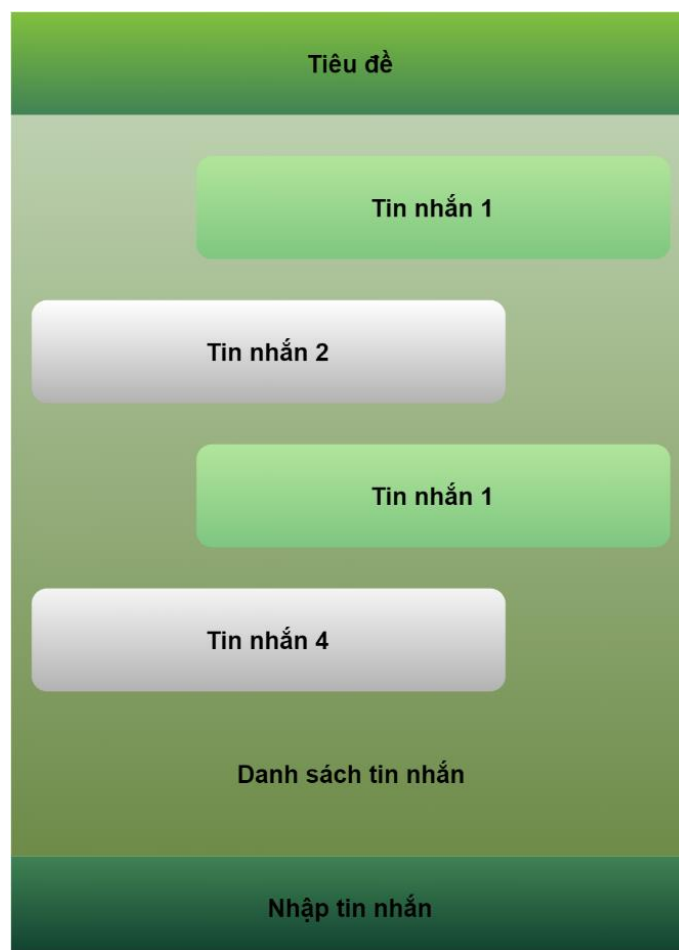 Tiêu đề
Tin nhắn 1
Tin nhắn 2
Tin nhắn 1
Tin nhắn 4
Danh sách tin nhắn
Nhập tin nhắn